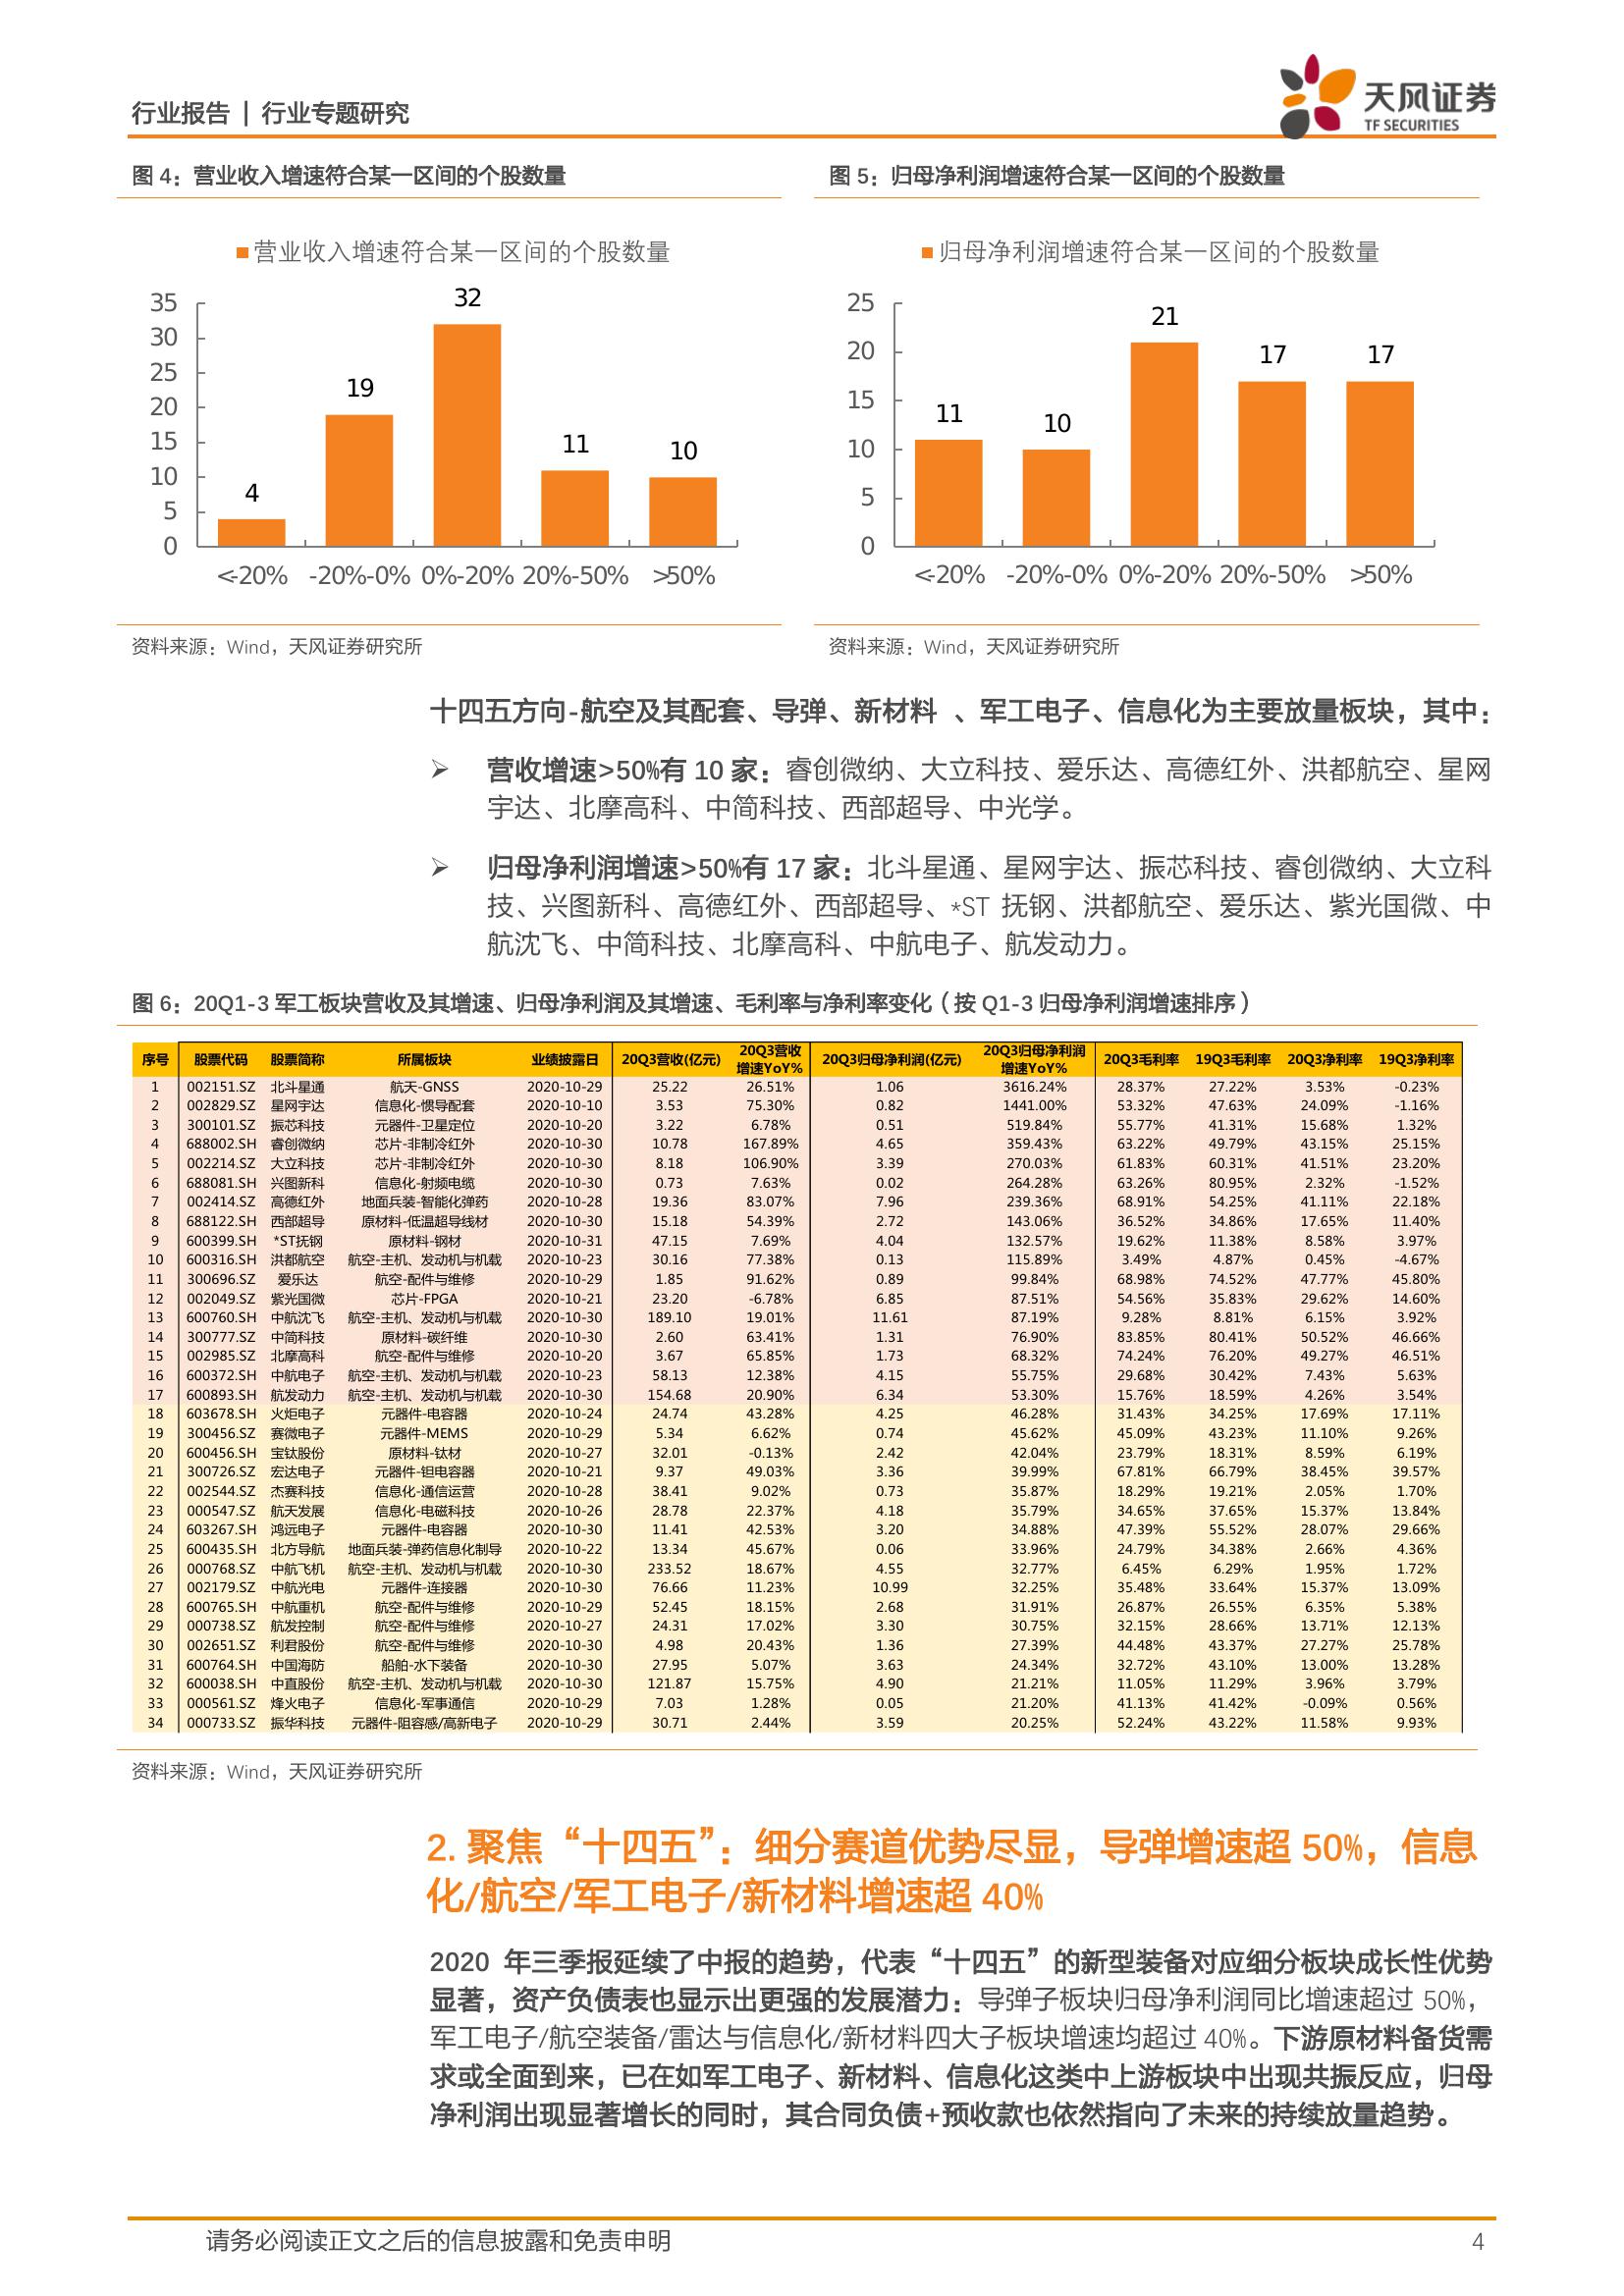 行业报告 | 行业专题研究
天风证券
TF SECURITIES
图 4：营业收入增速符合某一区间的个股数量
营业收入增速符合某一区间的个股数量
35
30
25
20
15
10
5
0
4
19
32
11
10
<-20%
-20%-0%
0%-20%
20%-50%
>50%
资料来源：Wind，天风证券研究所
图 5：归母净利润增速符合某一区间的个股数量
归母净利润增速符合某一区间的个股数量
25
20
15
10
5
0
11
10
21
17
17
<-20%
-20%-0%
0%-20%
20%-50%
>50%
资料来源：Wind，天风证券研究所
十四五方向-航空及其配套、导弹、新材料 、军工电子、信息化为主要放量板块，其中：
➢ 营收增速>50%有 10 家：睿创微纳、大立科技、爱乐达、高德红外、洪都航空、星网
宇达、北摩高科、中简科技、西部超导、中光学。
➢ 归母净利润增速>50%有 17 家：北斗星通、星网宇达、振芯科技、睿创微纳、大立科
技、兴图新科、高德红外、西部超导、*ST 抚钢、洪都航空、爱乐达、紫光国微、中
航沈飞、中简科技、北摩高科、中航电子、航发动力。
图 6：20Q1-3 军工板块营收及其增速、归母净利润及其增速、毛利率与净利率变化（按 Q1-3 归母净利润增速排序）
序号 股票代码 股票简称 所属板块 业绩披露日 20Q3营收(亿元) 20Q3营收增速YoY% 20Q3归母净利润(亿元) 20Q3归母净利润增速YoY% 20Q3毛利率 19Q3毛利率 20Q3净利率 19Q3净利率
1 002151.SZ 北斗星通 航天-GNSS 2020-10-29 25.22 26.51% 1.06 3616.24% 28.37% 27.22% 3.53% -0.23%
2 002829.SZ 星网宇达 信息化-惯导配套 2020-10-10 3.53 75.30% 0.82 1441.00% 53.32% 47.63% 24.09% -1.16%
3 300101.SZ 振芯科技 元器件-卫星定位 2020-10-20 3.22 6.78% 0.51 519.84% 55.77% 41.31% 15.68% 1.32%
4 688002.SH 睿创微纳 芯片-非制冷红外 2020-10-30 10.78 167.89% 4.65 359.43% 63.22% 49.79% 43.15% 25.15%
5 002214.SZ 大立科技 芯片-非制冷红外 2020-10-30 8.18 106.90% 3.39 270.03% 61.83% 60.31% 41.51% 23.20%
6 688081.SH 兴图新科 信息化-射频电缆 2020-10-30 0.73 7.63% 0.02 264.28% 63.26% 80.95% 2.32% -1.52%
7 002414.SZ 高德红外 地面兵装-智能化弹药 2020-10-28 19.36 83.07% 7.96 239.36% 68.91% 54.25% 41.11% 22.18%
8 688122.SH 西部超导 原材料-低温超导线材 2020-10-30 15.18 54.39% 2.72 143.06% 36.52% 34.86% 17.65% 11.40%
9 600399.SH *ST抚钢 原材料-钢材 2020-10-31 47.15 7.69% 4.04 132.57% 19.62% 11.38% 8.58% 3.97%
10 600316.SH 洪都航空 航空-主机、发动机与机载 2020-10-23 30.16 77.38% 0.13 115.89% 3.49% 4.87% 0.45% -4.67%
11 300696.SZ 爱乐达 航空-配件与维修 2020-10-29 1.85 91.62% 0.89 99.84% 68.98% 74.52% 47.77% 45.80%
12 002049.SZ 紫光国微 芯片-FPGA 2020-10-21 23.20 -6.78% 6.85 87.51% 54.56% 35.83% 29.62% 14.60%
13 600760.SH 中航沈飞 航空-主机、发动机与机载 2020-10-30 189.10 19.01% 11.61 87.19% 9.28% 8.81% 6.15% 3.92%
14 300777.SZ 中简科技 原材料-碳纤维 2020-10-30 2.60 63.41% 1.31 76.90% 83.85% 80.41% 50.52% 46.66%
15 002985.SZ 北摩高科 航空-配件与维修 2020-10-20 3.67 65.85% 1.73 68.32% 74.24% 76.20% 49.27% 46.51%
16 600372.SH 中航电子 航空-主机、发动机与机载 2020-10-23 58.13 12.38% 4.15 55.75% 29.68% 30.42% 7.43% 5.63%
17 600893.SH 航发动力 航空-主机、发动机与机载 2020-10-30 154.68 20.90% 6.34 53.30% 15.76% 18.59% 4.26% 3.54%
18 603678.SH 火炬电子 元器件-电容器 2020-10-24 24.74 43.28% 4.25 46.28% 31.43% 34.25% 17.69% 17.11%
19 300456.SZ 赛微电子 元器件-MEMS 2020-10-29 5.34 6.62% 0.74 45.62% 45.09% 43.23% 11.10% 9.26%
20 600456.SH 宝钛股份 原材料-钛材 2020-10-27 32.01 -0.13% 2.42 42.04% 23.79% 18.31% 8.59% 6.19%
21 300726.SZ 宏达电子 元器件-钽电容器 2020-10-21 9.37 49.03% 3.36 39.99% 67.81% 66.79% 38.45% 39.57%
22 002544.SZ 杰赛科技 信息化-通信运营 2020-10-28 38.41 9.02% 0.73 35.87% 18.29% 19.21% 2.05% 1.70%
23 000547.SZ 航天发展 信息化-电磁科技 2020-10-26 28.78 22.37% 4.18 35.79% 34.65% 37.65% 15.37% 13.84%
24 603267.SH 鸿远电子 元器件-电容器 2020-10-30 11.41 42.53% 3.20 34.88% 47.39% 55.52% 28.07% 29.66%
25 600435.SH 北方导航 地面兵装-弹药信息化制导 2020-10-22 13.34 45.67% 0.06 33.96% 24.79% 34.38% 2.66% 4.36%
26 000768.SZ 中航飞机 航空-主机、发动机与机载 2020-10-30 233.52 18.67% 4.55 32.77% 6.45% 6.29% 1.95% 1.72%
27 002179.SZ 中航光电 元器件-连接器 2020-10-30 76.66 11.23% 10.99 32.25% 35.48% 33.64% 15.37% 13.09%
28 600765.SH 中航重机 航空-配件与维修 2020-10-29 52.45 18.15% 2.68 31.91% 26.87% 26.55% 6.35% 5.38%
29 000738.SZ 航发控制 航空-配件与维修 2020-10-27 24.31 17.02% 3.30 30.75% 32.15% 28.66% 13.71% 12.13%
30 002651.SZ 利君股份 航空-配件与维修 2020-10-30 4.98 20.43% 1.36 27.39% 44.48% 43.37% 27.27% 25.78%
31 600764.SH 中国海防 船舶-水下装备 2020-10-30 27.95 5.07% 3.63 24.34% 32.72% 43.10% 13.00% 13.28%
32 600038.SH 中直股份 航空-主机、发动机与机载 2020-10-30 121.87 15.75% 4.90 21.21% 11.05% 11.29% 3.96% 3.79%
33 000561.SZ 烽火电子 信息化-军事通信 2020-10-29 7.03 1.28% 0.05 21.20% 41.13% 41.42% -0.09% 0.56%
34 000733.SZ 振华科技 元器件-阻容感/高新电子 2020-10-29 30.71 2.44% 3.59 20.25% 52.24% 43.22% 11.58% 9.93%
资料来源：Wind，天风证券研究所
2. 聚焦“十四五”：细分赛道优势尽显，导弹增速超 50%，信息
化/航空/军工电子/新材料增速超 40%
2020 年三季报延续了中报的趋势，代表“十四五”的新型装备对应细分板块成长性优势
显著，资产负债表也显示出更强的发展潜力：导弹子板块归母净利润同比增速超过 50%，
军工电子/航空装备/雷达与信息化/新材料四大子板块增速均超过 40%。下游原材料备货需
求或全面到来，已在如军工电子、新材料、信息化这类中上游板块中出现共振反应，归母
净利润出现显著增长的同时，其合同负债+预收款也依然指向了未来的持续放量趋势。
请务必阅读正文之后的信息披露和免责申明
4